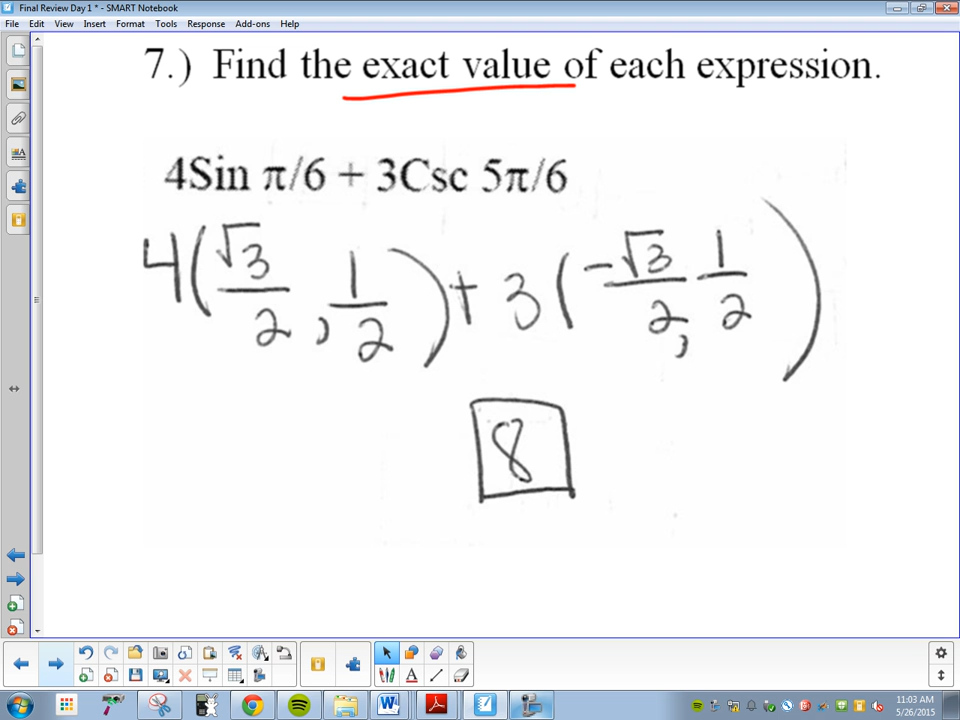 Final Review Day 1 * - SMART Notebook
File Edit View Insert Format Tools Response Add-ons Help
7.) Find the exact value of each expression.
4Sin π/6 + 3Csc 5π/6
4(√3/2, 1/2) + 3(-√3/2, 1/2)
8
11:03 AM
5/26/2015